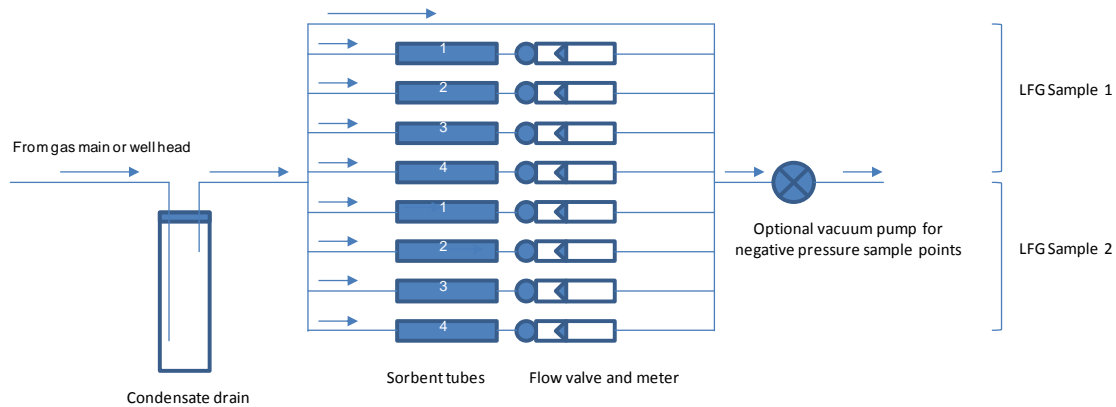 1
2
LFG Sample 1
3
From gas main or well head
4
1
Optional vacuum pump for
negative pressure sample points
2
LFG Sample 2
3
4
Sorbent tubes
Flow valve and meter
Condensate drain